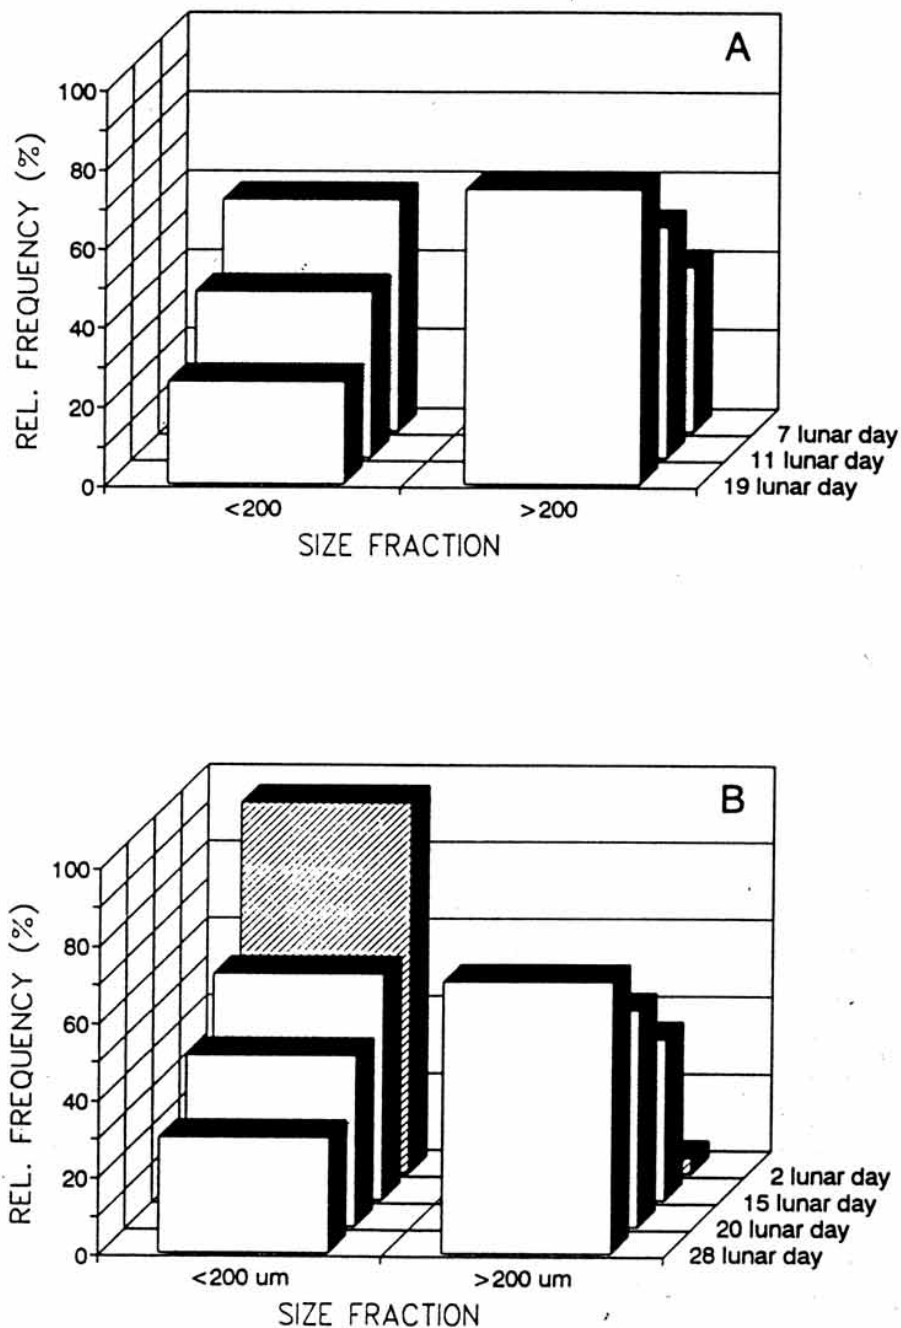 A
REL. FREQUENCY (%)
100
80
60
40
20
0
<200
>200
7 lunar day
11 lunar day
19 lunar day
SIZE FRACTION
B
REL. FREQUENCY (%)
100
80
60
40
20
0
<200 um
>200 um
2 lunar day
15 lunar day
20 lunar day
28 lunar day
SIZE FRACTION